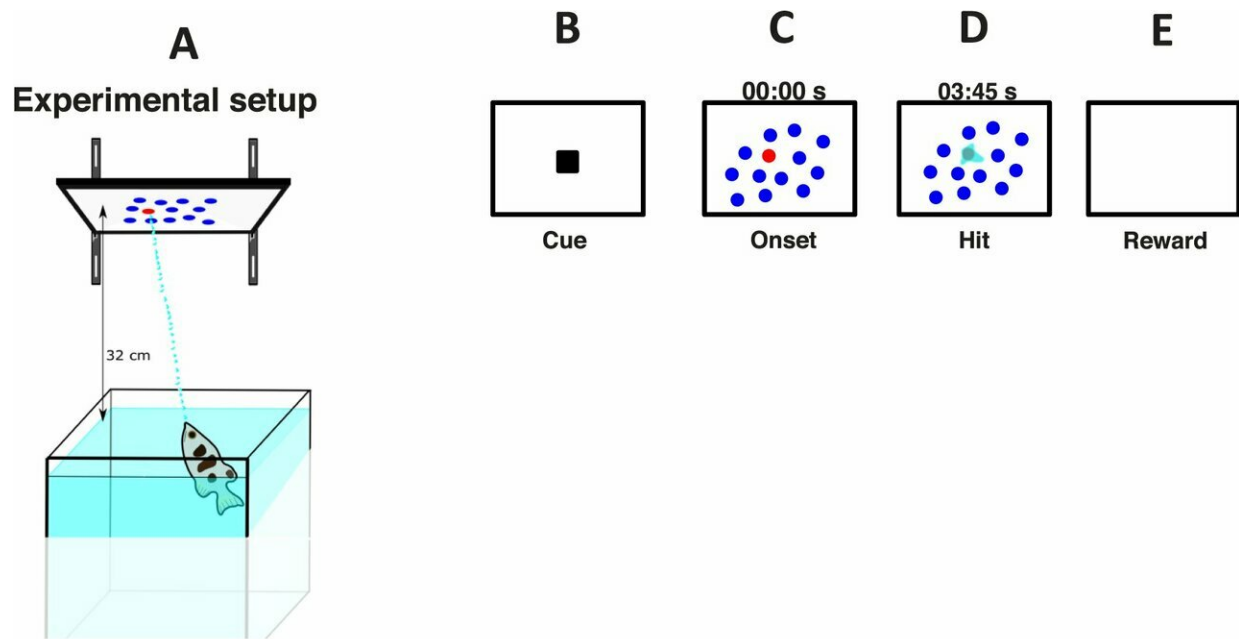 A
Experimental setup
32 cm
B
Cue
C
00:00 s
Onset
D
03:45 s
Hit
E
Reward